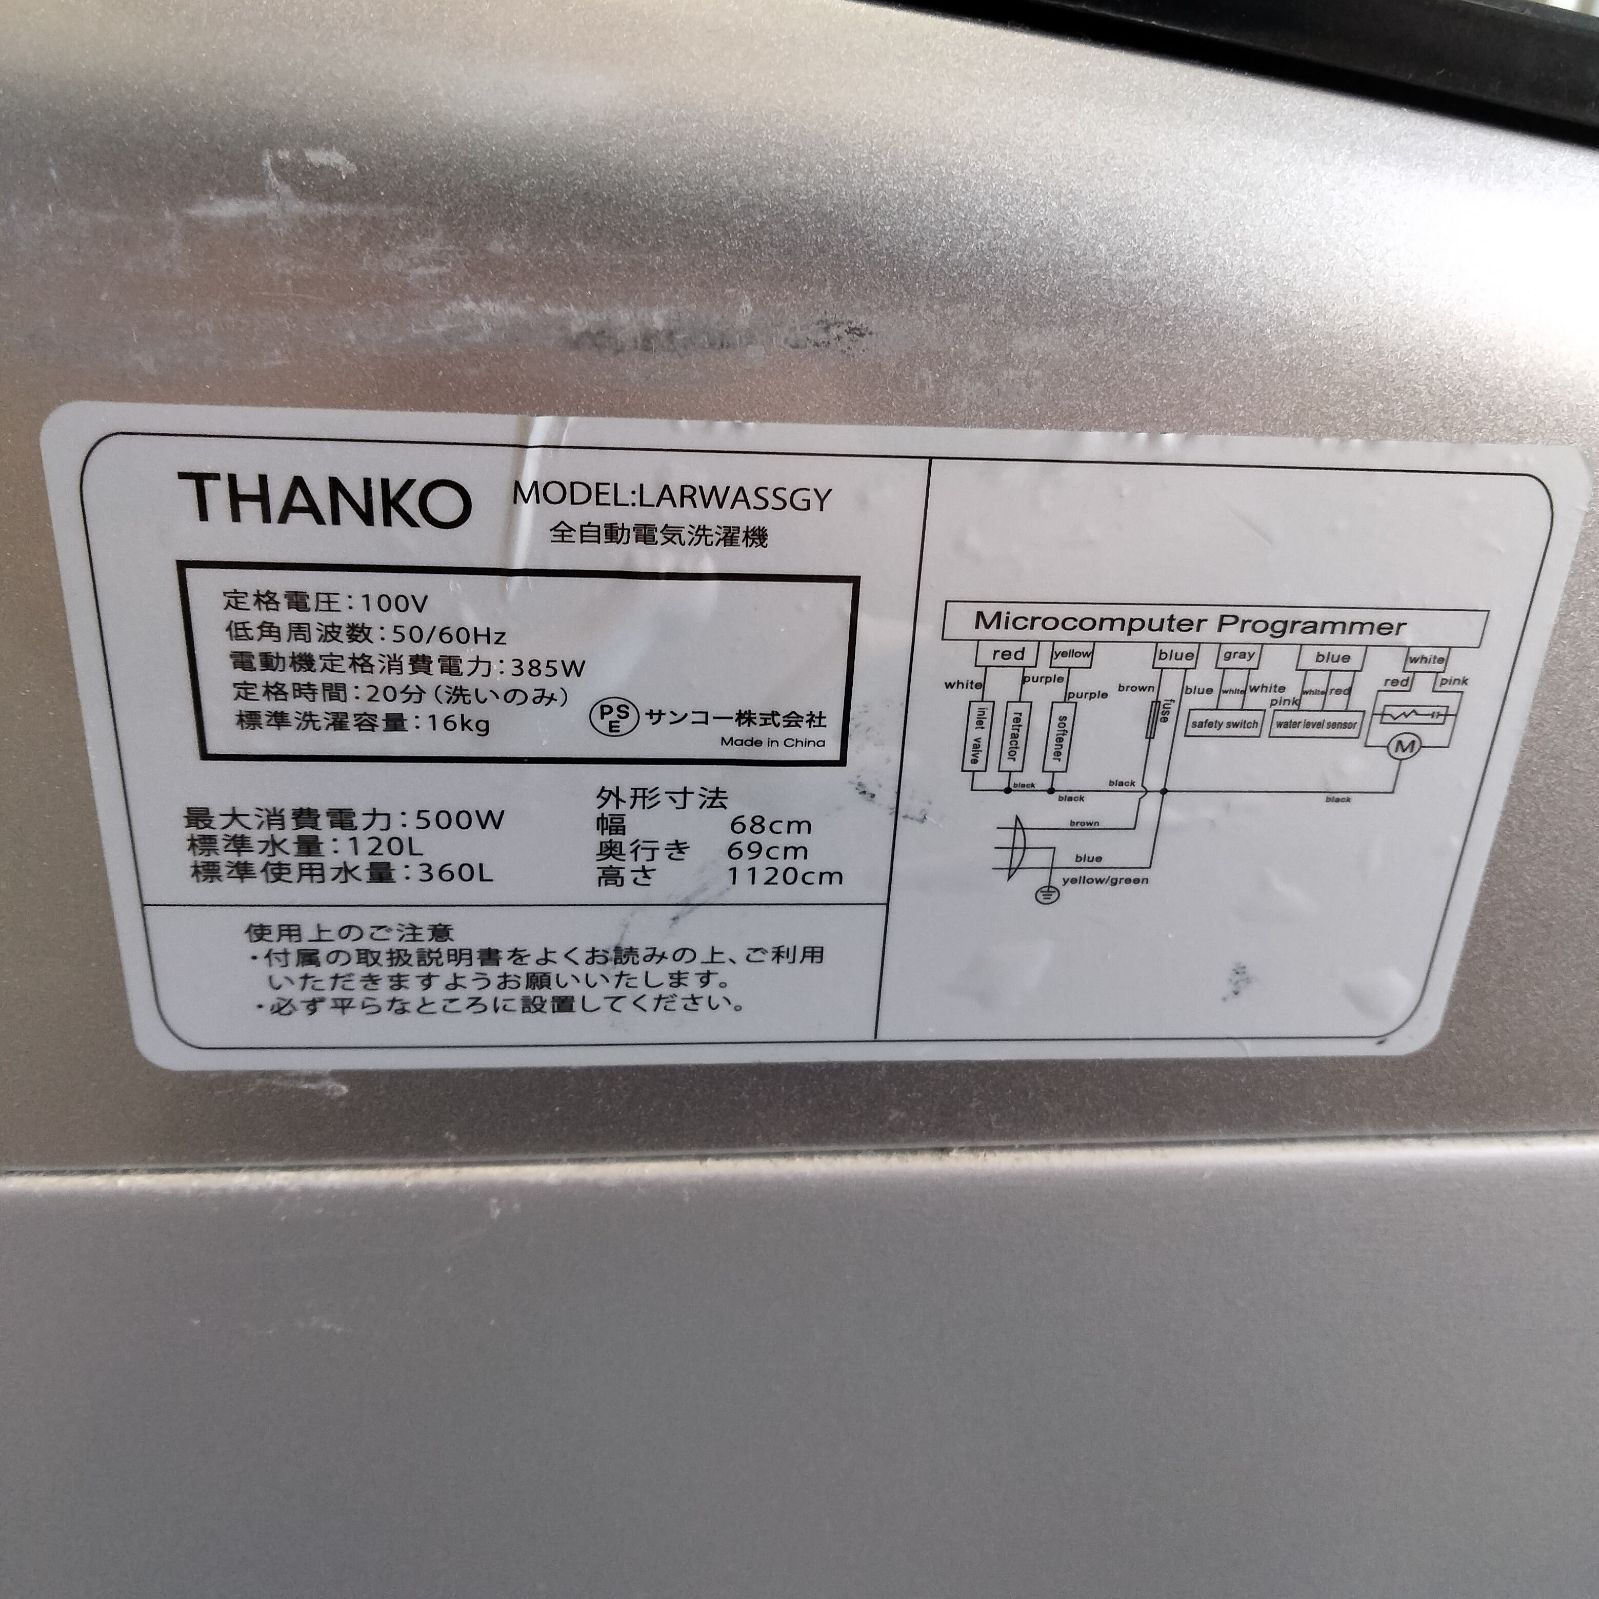 THANKO
MODEL:LARWASSGY
全自動電気洗濯機
定格電圧:100V
低角周波数:50/60Hz
電動機定格消費電力:385W
定格時間:20分(洗いのみ)
標準洗濯容量:16kg
PSE
サンコー株式会社
Made in China
最大消費電力:500W
標準水量:120L
標準使用水量:360L
外形寸法
幅 68cm
奥行き 69cm
高さ 1120cm
使用上のご注意
・付属の取扱説明書をよくお読みの上、ご利用
いただきますようお願いいたします。
・必ず平らなところに設置してください。
Microcomputer Programmer
red yellow blue gray blue white
white purple purple brown blue white white pink white red red pink
inlet valve
retractor
softener
fuse
safety switch
water level sensor
M
black black black black
brown
blue
yellow/green